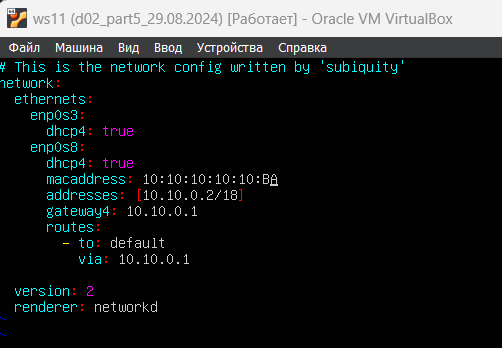 ws11 (d02_part5_29.08.2024) [Работает] - Oracle VM VirtualBox
Файл Машина Вид Ввод Устройства Справка
# This is the network config written by 'subiquity'
network:
  ethernets:
    enp0s3:
      dhcp4: true
    enp0s8:
      dhcp4: true
      macaddress: 10:10:10:10:10:BA
      addresses: [10.10.0.2/18]
      gateway4: 10.10.0.1
      routes:
        - to: default
          via: 10.10.0.1
  version: 2
  renderer: networkd
~
~